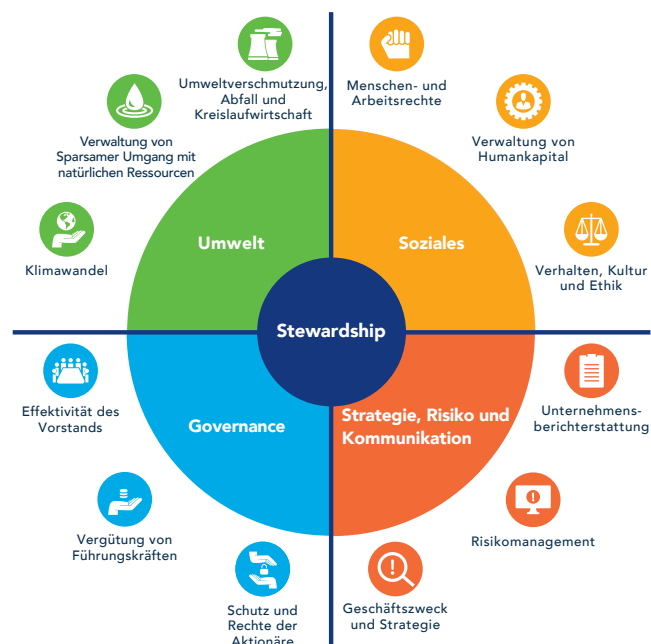 Umweltverschmutzung,
Abfall und
Kreislaufwirtschaft
Menschen- und
Arbeitsrechte
Verwaltung von
Sparsamer Umgang mit
natürlichen Ressourcen
Verwaltung von
Humankapital
Klimawandel
Umwelt
Soziales
Verhalten, Kultur
und Ethik
Stewardship
Effektivität des
Vorstands
Governance
Strategie, Risiko und
Kommunikation
Unternehmens-
berichterstattung
Vergütung von
Führungskräften
Risikomanagement
Schutz und
Rechte der
Aktionäre
Geschäftszweck
und Strategie